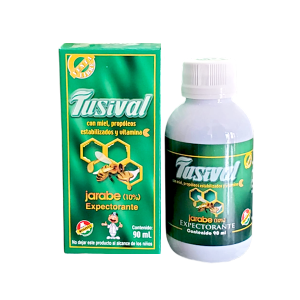 Tusival
con miel, propóleos
estabilizados y vitamina C
jarabe (10%)
Expectorante
Contenido
90 ml.
No dejar este producto al alcance de los niños
Tusival
con miel, propóleos estabilizados y vitamina C
jarabe (10%)
EXPECTORANTE
Contenido 90 ml